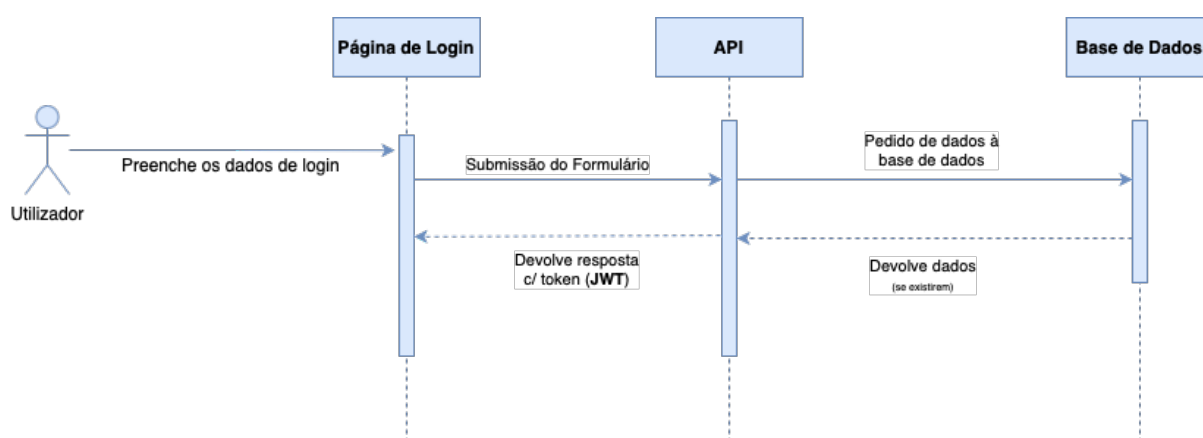 Página de Login
API
Base de Dados
Preenche os dados de login
Utilizador
Submissão do Formulário
Pedido de dados à
base de dados
Devolve resposta
c/ token (JWT)
Devolve dados
(se existirem)